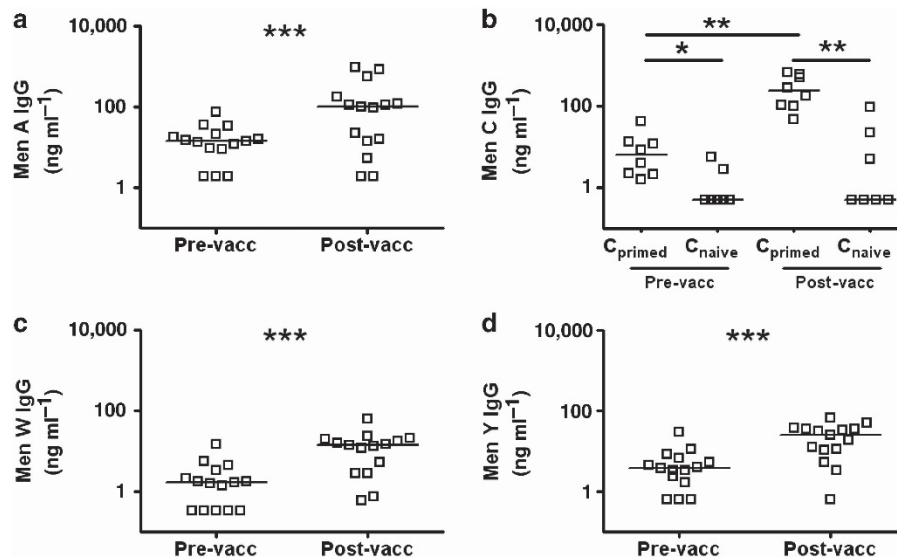 a
10,000
100
1
Men A IgG
(ng ml⁻¹)
***
Pre-vacc Post-vacc
b
10,000
100
1
Men C IgG
(ng ml⁻¹)
**
* **
Cprimed Cnaive Cprimed Cnaive
Pre-vacc Post-vacc
c
10,000
100
1
Men W IgG
(ng ml⁻¹)
***
Pre-vacc Post-vacc
d
10,000
100
1
Men Y IgG
(ng ml⁻¹)
***
Pre-vacc Post-vacc